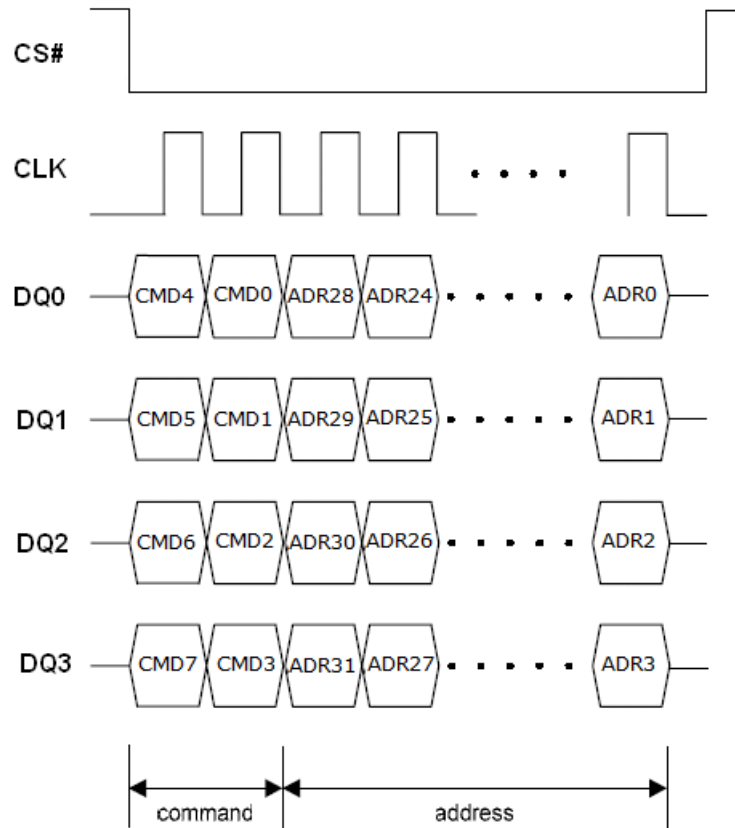 CS#
CLK
DQ0 CMD4 CMD0 ADR28 ADR24 ADR0
DQ1 CMD5 CMD1 ADR29 ADR25 ADR1
DQ2 CMD6 CMD2 ADR30 ADR26 ADR2
DQ3 CMD7 CMD3 ADR31 ADR27 ADR3
command address